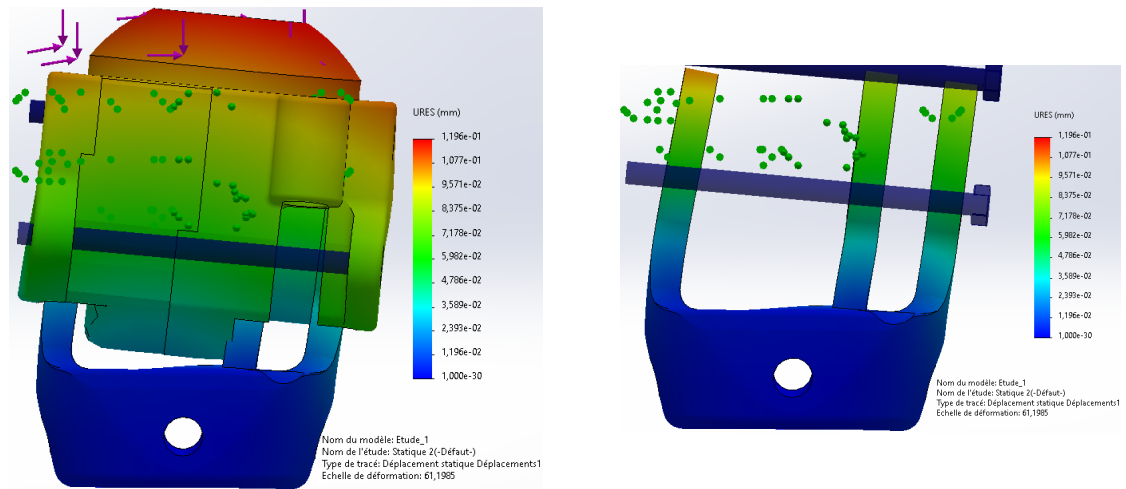 URES (mm)
1,196e-01
1,077e-01
9,571e-02
8,375e-02
7,178e-02
5,982e-02
4,786e-02
3,589e-02
2,393e-02
1,196e-02
1,000e-30
Nom du modèle: Etude_1
Nom de l'étude: Statique 2(-Défaut-)
Type de tracé: Déplacement statique Déplacements1
Echelle de déformation: 61,1985
URES (mm)
1,196e-01
1,077e-01
9,571e-02
8,375e-02
7,178e-02
5,982e-02
4,786e-02
3,589e-02
2,393e-02
1,196e-02
1,000e-30
Nom du modèle: Etude_1
Nom de l'étude: Statique 2(-Défaut-)
Type de tracé: Déplacement statique Déplacements1
Echelle de déformation: 61,1985